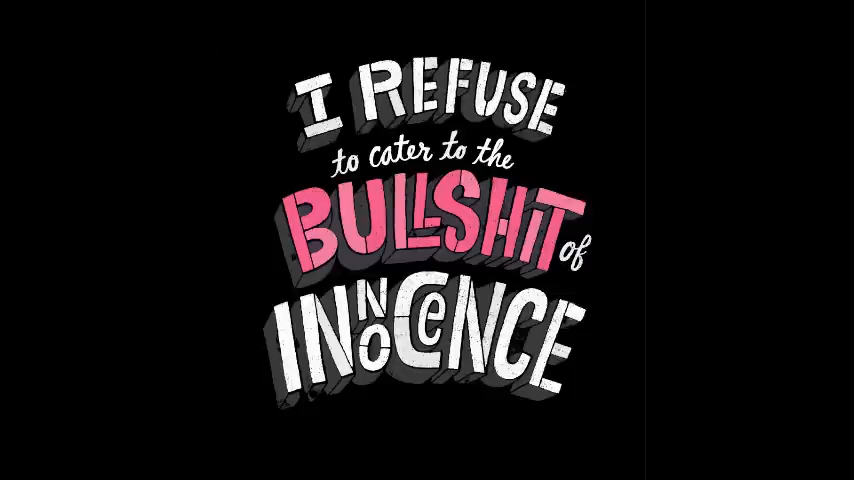 I REFUSE
to cater to the
BULLSHIT of
INNOCENCE